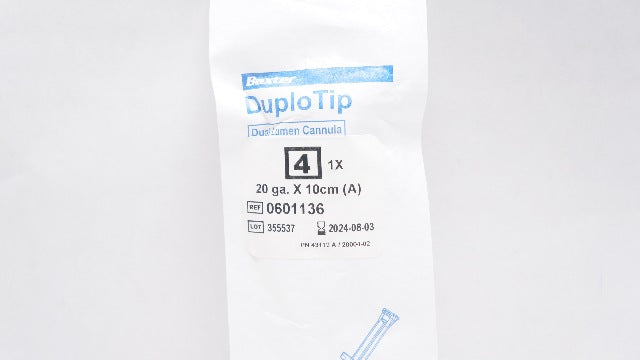 Baxter
DuploTip
Dual Lumen Cannula
4 1X
20 ga. X 10cm (A)
REF 0601136
LOT 355537 2024-08-03